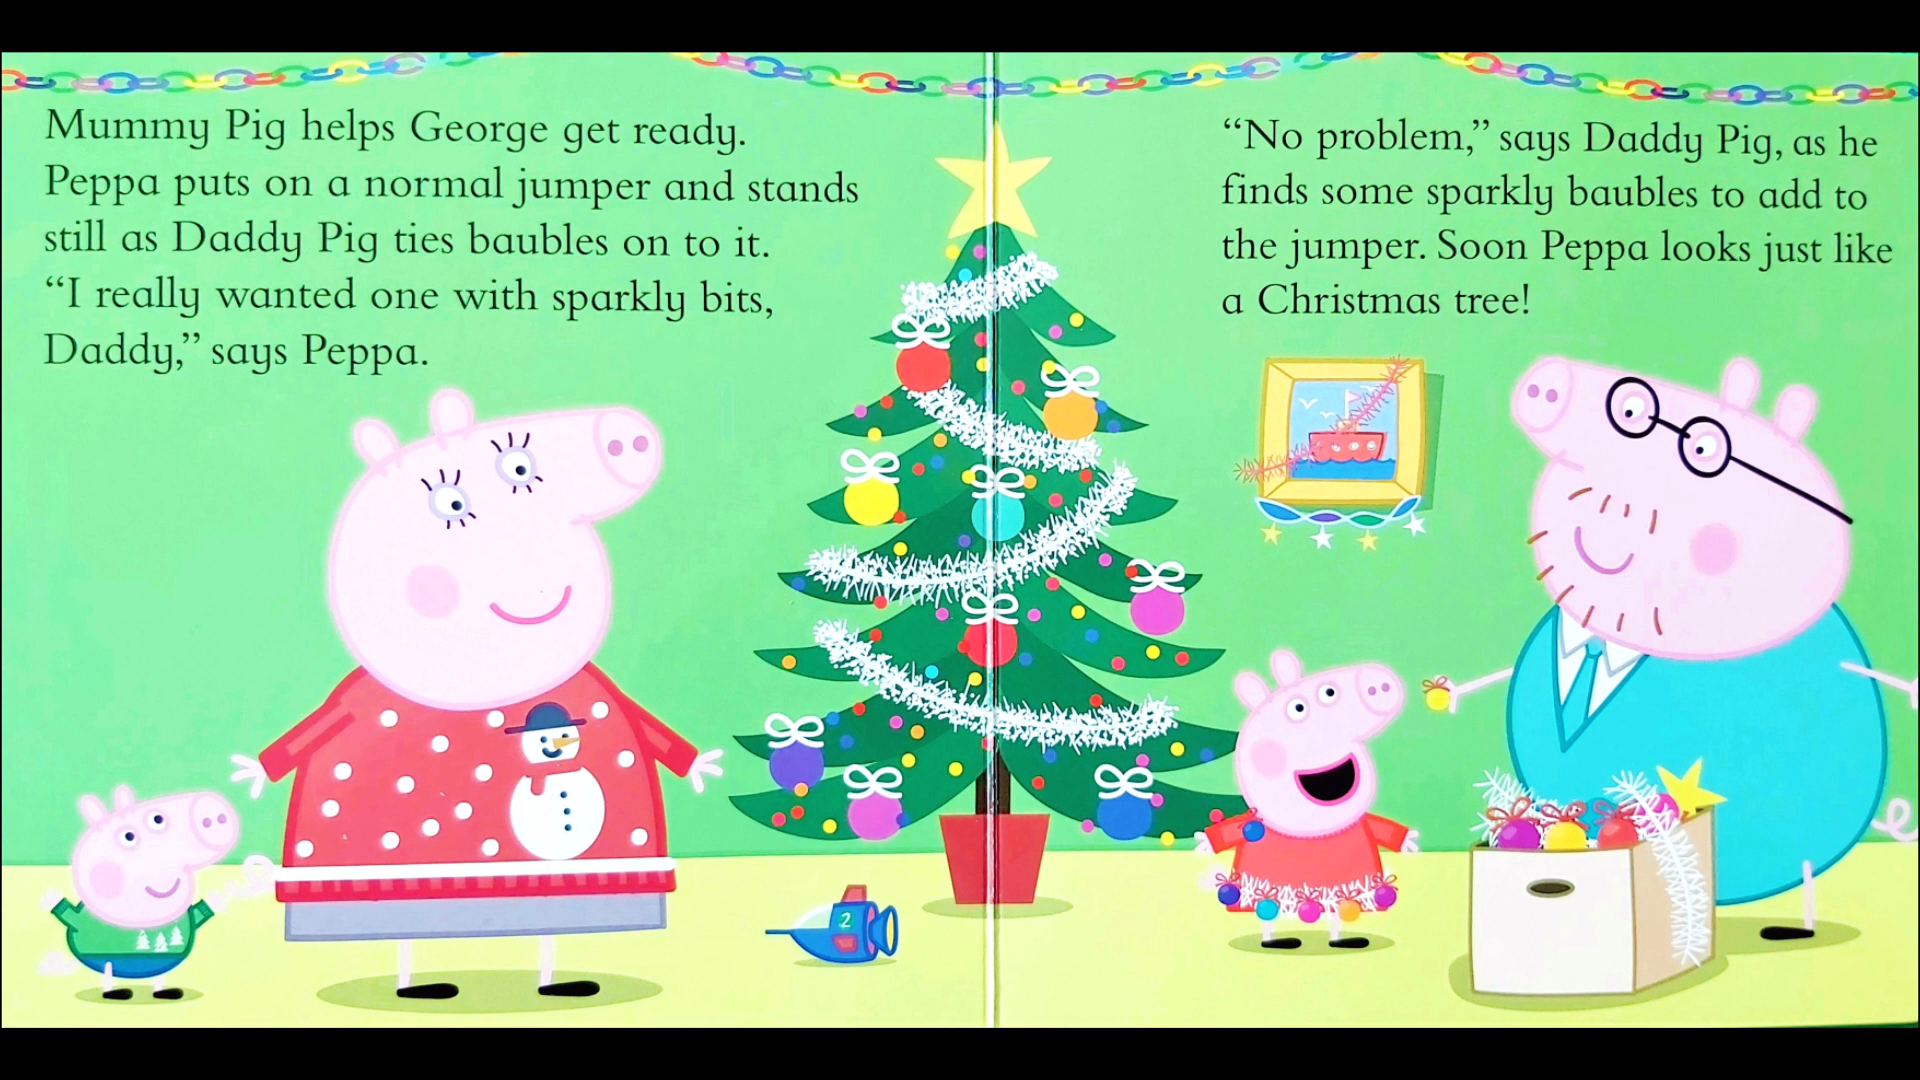 Mummy Pig helps George get ready.
Peppa puts on a normal jumper and stands
still as Daddy Pig ties baubles on to it.
“I really wanted one with sparkly bits,
Daddy,” says Peppa.
“No problem,” says Daddy Pig, as he
finds some sparkly baubles to add to
the jumper. Soon Peppa looks just like
a Christmas tree!
2